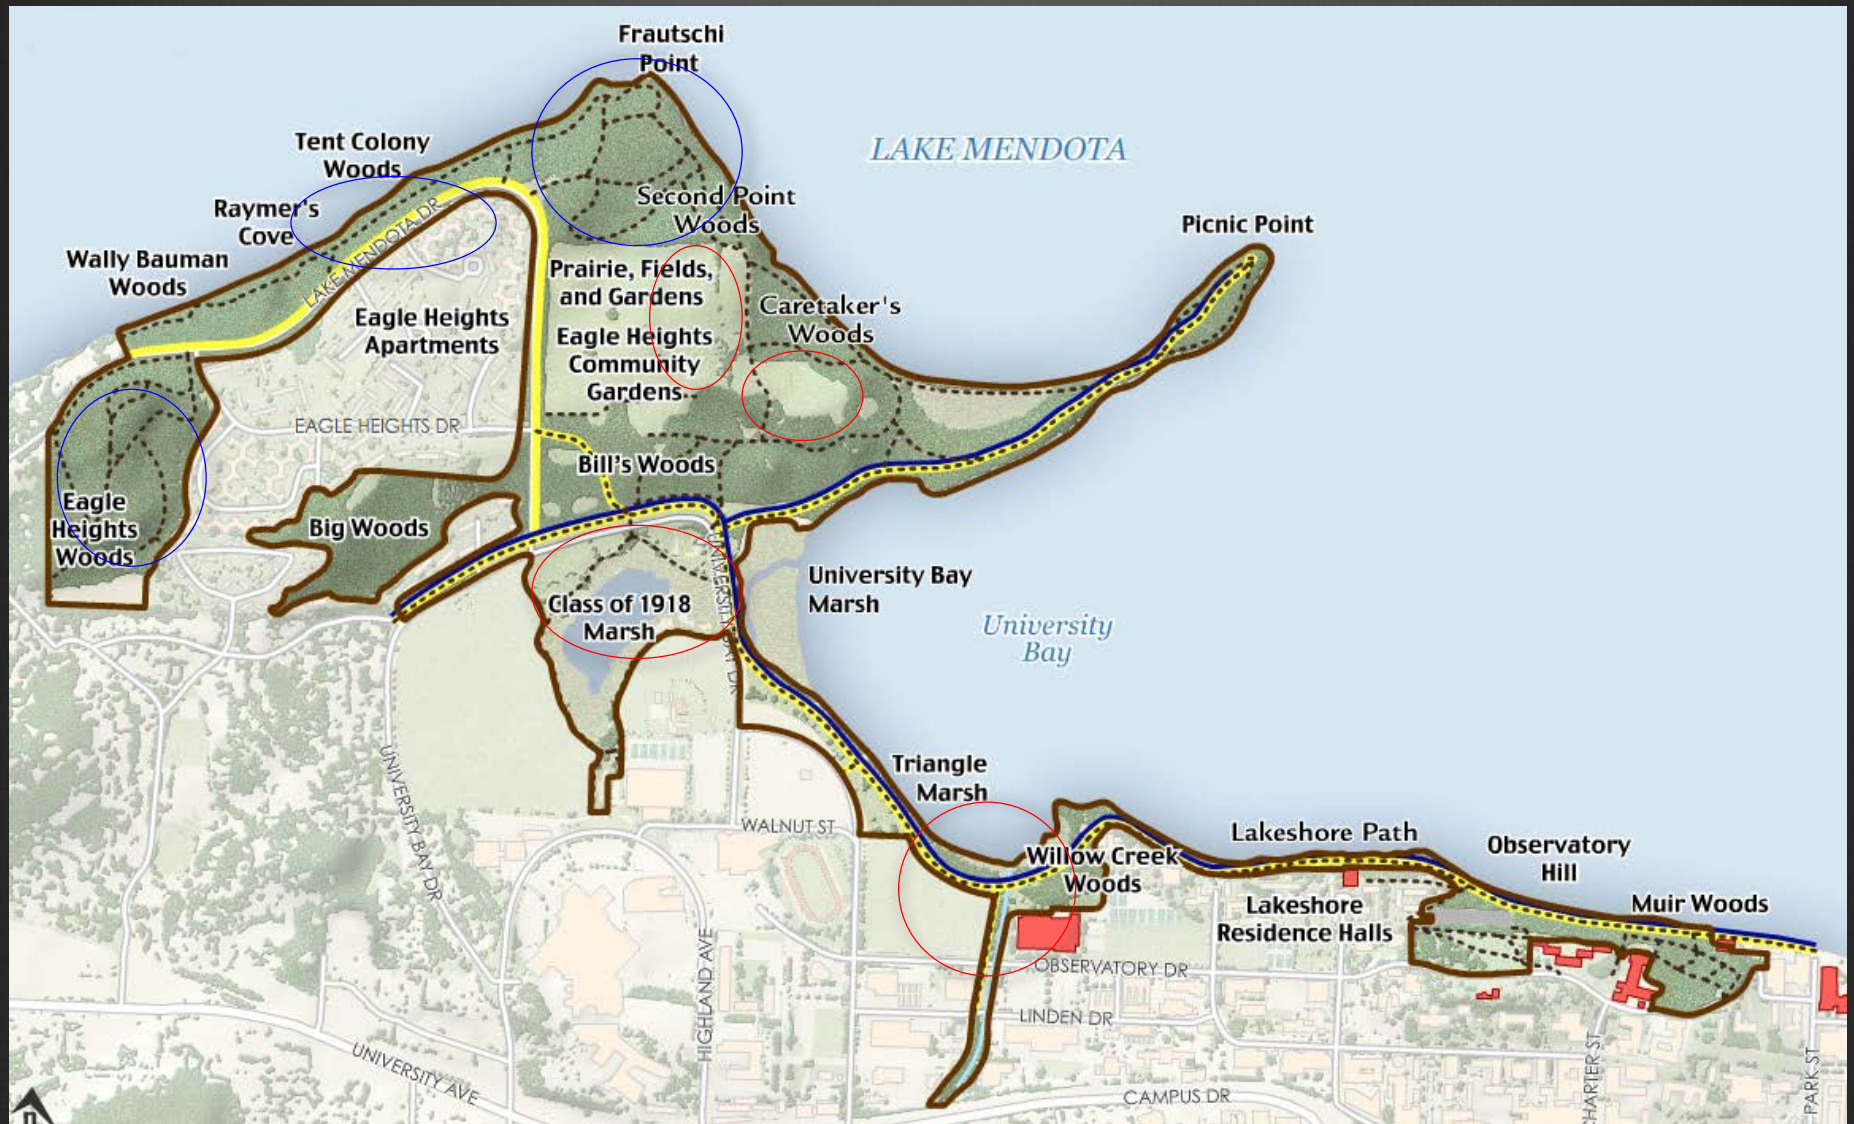 Frautschi
Point
Tent Colony
Woods
LAKE MENDOTA
Raymer's
Cove
Second Point
Woods
Picnic Point
LAKE MENDOTA DR
Wally Bauman
Woods
Prairie, Fields,
and Gardens
Caretaker's
Woods
Eagle Heights
Apartments
Eagle Heights
Community
Gardens
EAGLE HEIGHTS DR
Bill's Woods
Eagle
Heights
Woods
Big Woods
UNIVERSITY BAY DR
University Bay
Marsh
Class of 1918
Marsh
University
Bay
Triangle
Marsh
UNIVERSITY BAY DR
WALNUT ST
Lakeshore Path
Observatory
Hill
Willow Creek
Woods
Muir Woods
Lakeshore
Residence Halls
OBSERVATORY DR
HIGHLAND AVE
LINDEN DR
UNIVERSITY AVE
CHARTER ST
PARK ST
CAMPUS DR
n